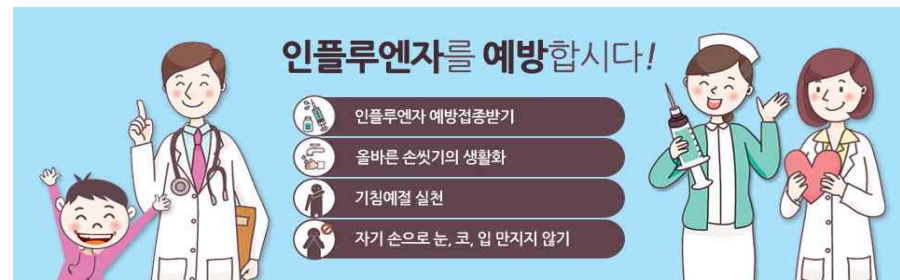 인플루엔자를 예방합시다!
인플루엔자 예방접종받기
올바른 손씻기의 생활화
기침예절 실천
자기 손으로 눈, 코, 입 만지지 않기